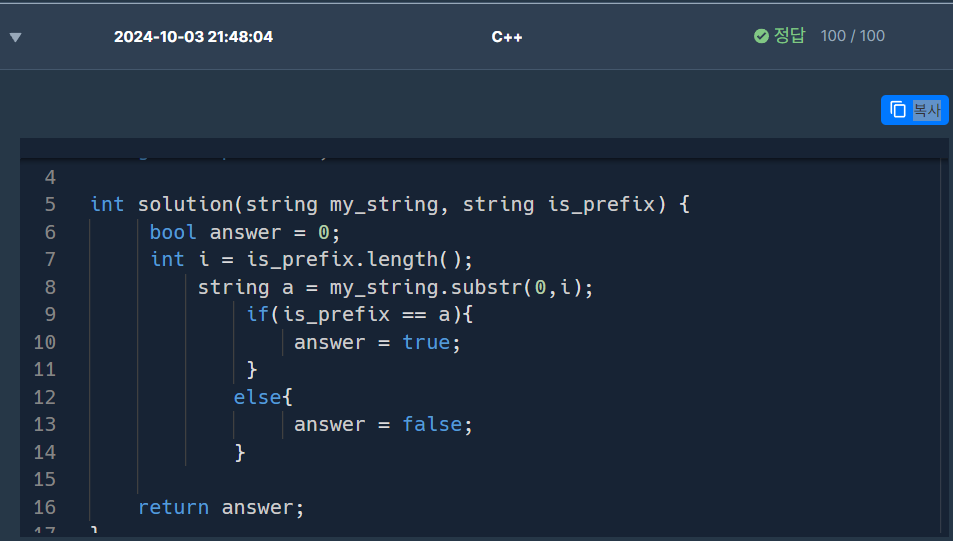 2024-10-03 21:48:04 C++ 정답 100 / 100
복사
4
5 int solution(string my_string, string is_prefix) {
6 bool answer = 0;
7 int i = is_prefix.length();
8 string a = my_string.substr(0,i);
9 if(is_prefix == a){
10 answer = true;
11 }
12 else{
13 answer = false;
14 }
15
16 return answer;
17 }